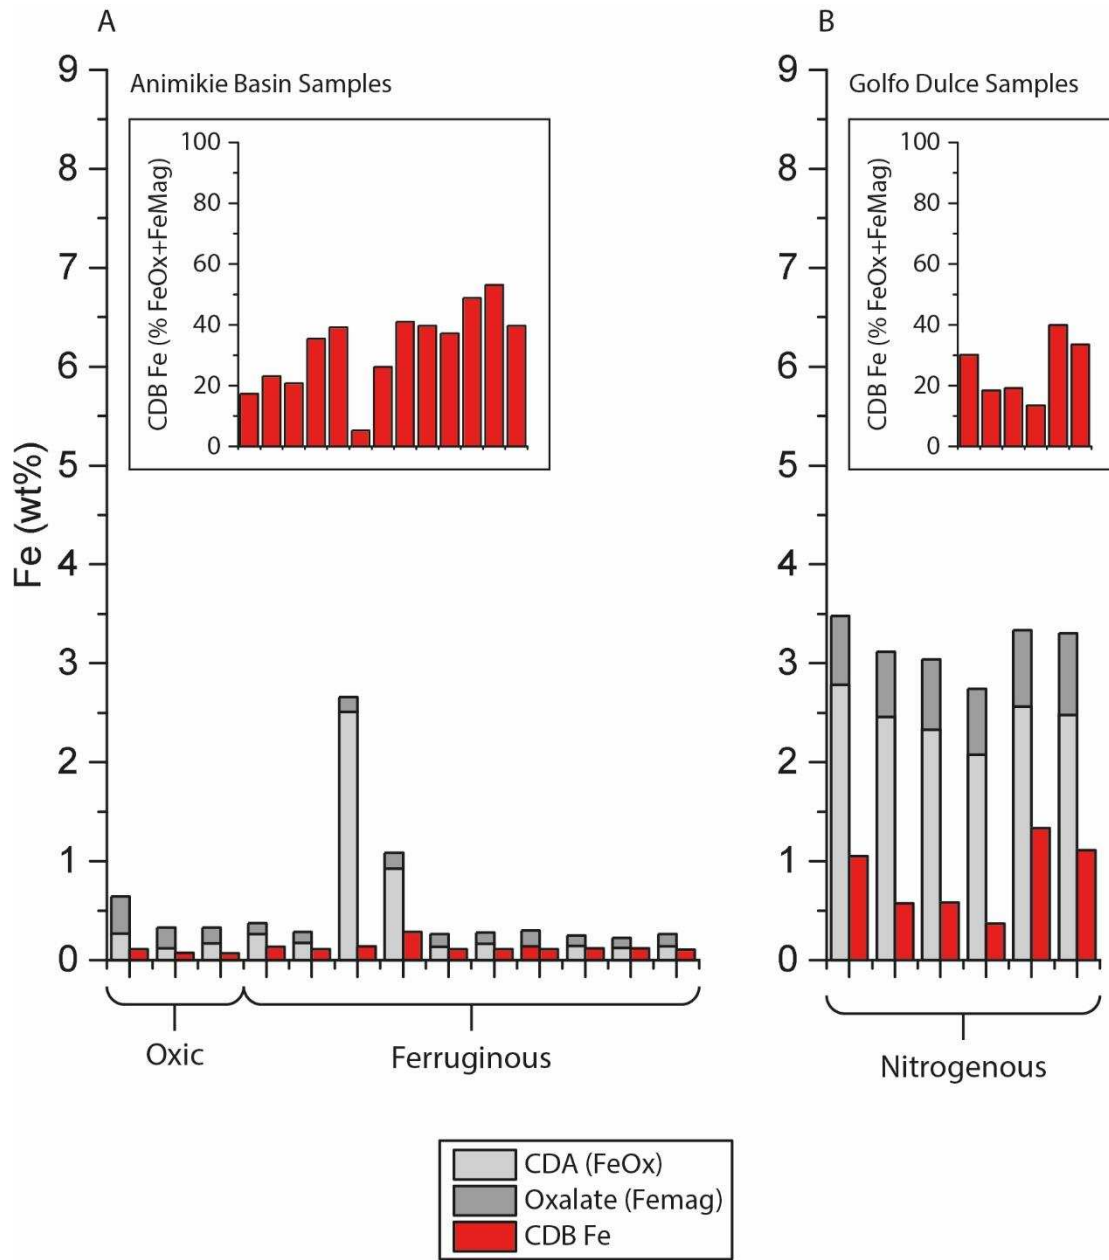 A
Animikie Basin Samples
9
8
7
6
5
4
3
2
1
0
Fe (wt%)
100
80
60
40
20
0
CDB Fe (% FeOx+FeMag)
Oxic
Ferruginous
B
Golfo Dulce Samples
9
8
7
6
5
4
3
2
1
0
100
80
60
40
20
0
CDB Fe (% FeOx+FeMag)
Nitrogenous
CDA (FeOx)
Oxalate (Femag)
CDB Fe